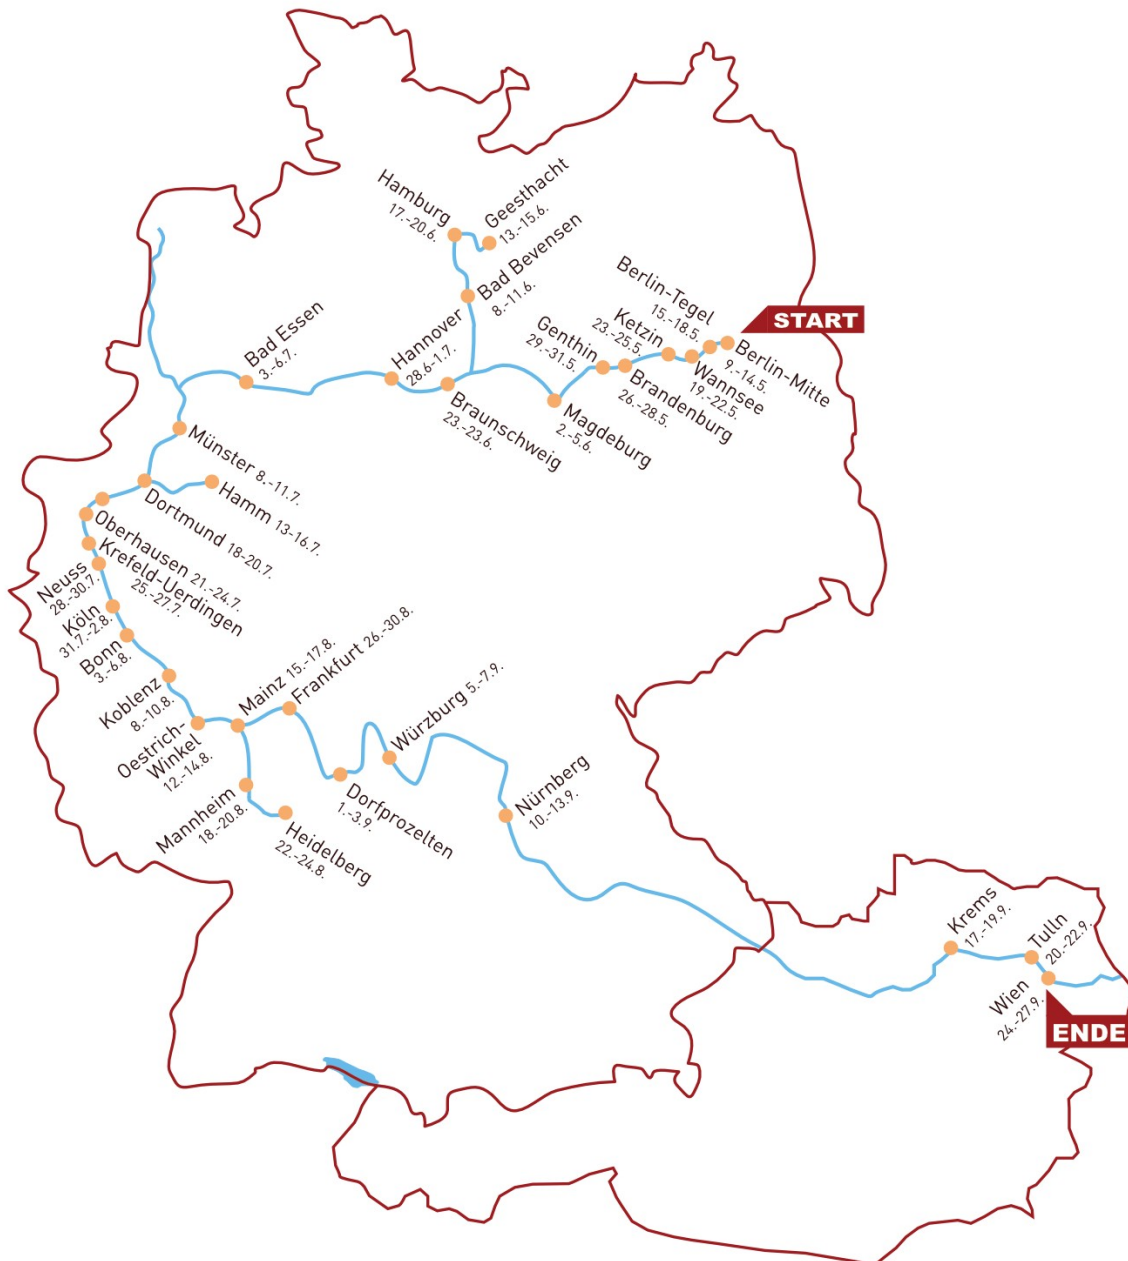 Hamburg
17.-20.6.
Geesthacht
13.-15.6.
Bad Bevensen
8.-11.6.
Berlin-Tegel
15.-18.5.
START
Ketzin
23.-25.5.
Genthin
29.-31.5.
Berlin-Mitte
9.-14.5.
Wannsee
19.-22.5.
Brandenburg
26.-28.5.
Magdeburg
2.-5.6.
Hannover
28.6-1.7.
Braunschweig
23.-23.6.
Bad Essen
3.-6.7.
Münster 8.-11.7.
Hamm 13-16.7.
Dortmund 18-20.7.
Oberhausen 21.-24.7.
Krefeld-Uerdingen
25.-27.7.
Neuss
28.-30.7.
Köln
31.7.-2.8.
Bonn
3.-6.8.
Koblenz
8.-10.8.
Oestrich-
Winkel
12.-14.8.
Mainz 15.-17.8.
Frankfurt 26.-30.8.
Mannheim
18.-20.8.
Heidelberg
22.-24.8.
Dorfprozelten
1.-3.9.
Würzburg 5.-7.9.
Nürnberg
10.-13.9.
Krems
17.-19.9.
Tulln
20.-22.9.
Wien
24.-27.9.
ENDE